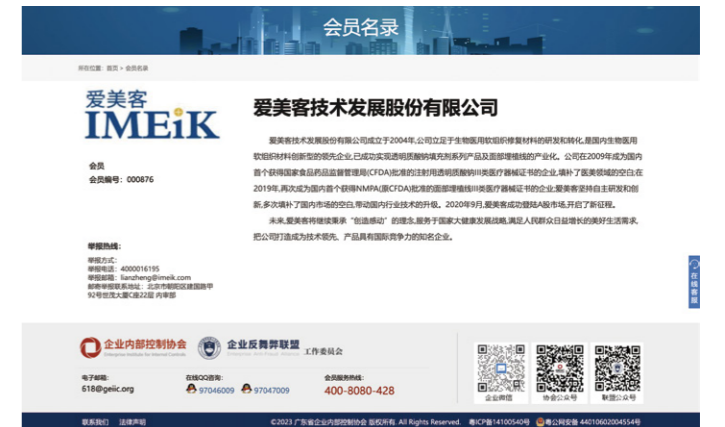 会员名录
所在位置: 首页 > 会员名录
爱美客
IMEiK
会员
会员编号: 000876
爱美客技术发展股份有限公司
爱美客技术发展股份有限公司成立于2004年,公司立足于生物医用软组织修复材料的研发和转化,是国内生物医用
软组织材料创新型的领先企业,已成功实现透明质酸钠填充剂系列产品及面部埋植线的产业化。公司在2009年成为国内
首个获得国家食品药品监督管理局(CFDA)批准的注射用透明质酸钠III类医疗器械证书的企业,填补了医美领域的空白;在
2019年,再次成为国内首个获得NMPA(原CFDA)批准的面部埋植线III类医疗器械证书的企业;爱美客坚持自主研发和创
新,多次填补了国内市场的空白,带动国内行业技术的升级。2020年9月,爱美客成功登陆A股市场,开启了新征程。
未来,爱美客将继续秉承“创造感动”的理念,服务于国家大健康发展战略,满足人民群众日益增长的美好生活需求,
把公司打造成为技术领先、产品具有国际竞争力的知名企业。
举报热线:
举报方式:
举报电话: 4000016195
举报邮箱: lianzheng@imeik.com
邮寄举报联系地址: 北京市朝阳区建国路甲
92号世茂大厦C座22层 内审部
在线客服
企业内部控制协会
Enterprise Institute for Internal Controls
企业反舞弊联盟
工作委员会
电子邮箱:
618@geiic.org
在线QQ咨询:
97046009
97047009
会员服务热线:
400-8080-428
企业微信
协会公众号
联盟公众号
联系我们 法律声明
©2023 广东省企业内部控制协会 版权所有. All Rights Reserved.
粤ICP备14100540号
粤公网安备 44010602004554号